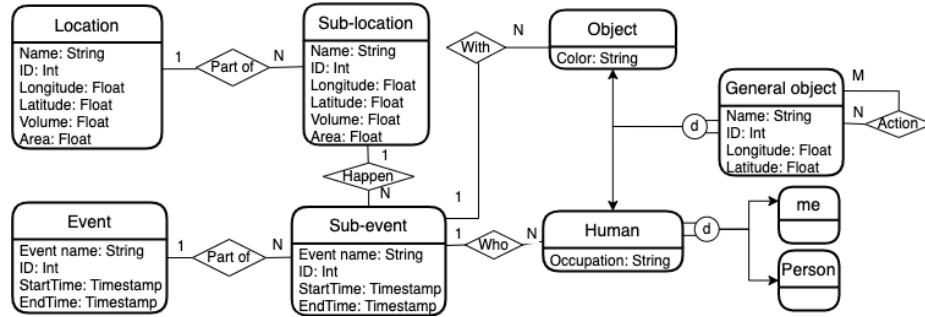 Location
Name: String
ID: Int
Longitude: Float
Latitude: Float
Volume: Float
Area: Float
1
Part of
N
Sub-location
Name: String
ID: Int
Longitude: Float
Latitude: Float
Volume: Float
Area: Float
1
Happen
N
With
N
1
Object
Color: String
d
General object
Name: String
ID: Int
Longitude: Float
Latitude: Float
M
N
Action
Event
Event name: String
ID: Int
StartTime: Timestamp
EndTime: Timestamp
1
Part of
N
Sub-event
Event name: String
ID: Int
StartTime: Timestamp
EndTime: Timestamp
1
Who
N
Human
Occupation: String
d
me
Person